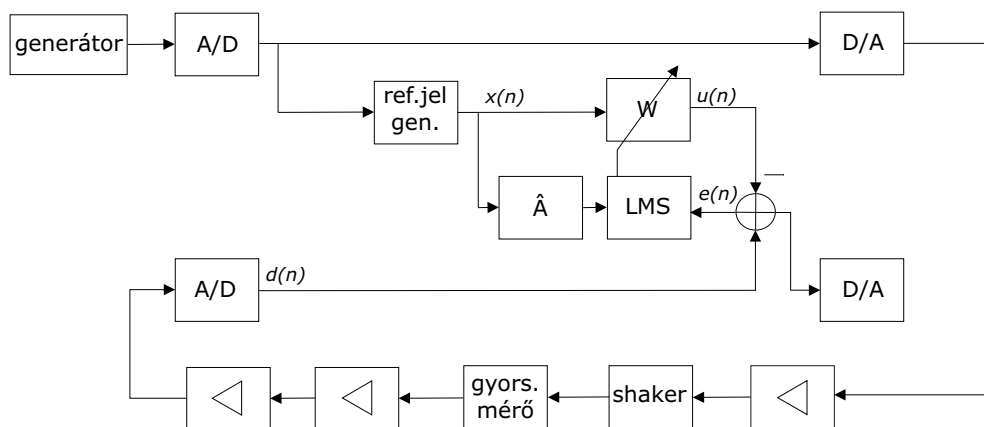 generátor
A/D
D/A
ref.jel
gen.
x(n)
W
u(n)
Â
LMS
e(n)
A/D
d(n)
D/A
gyors.
mérő
shaker